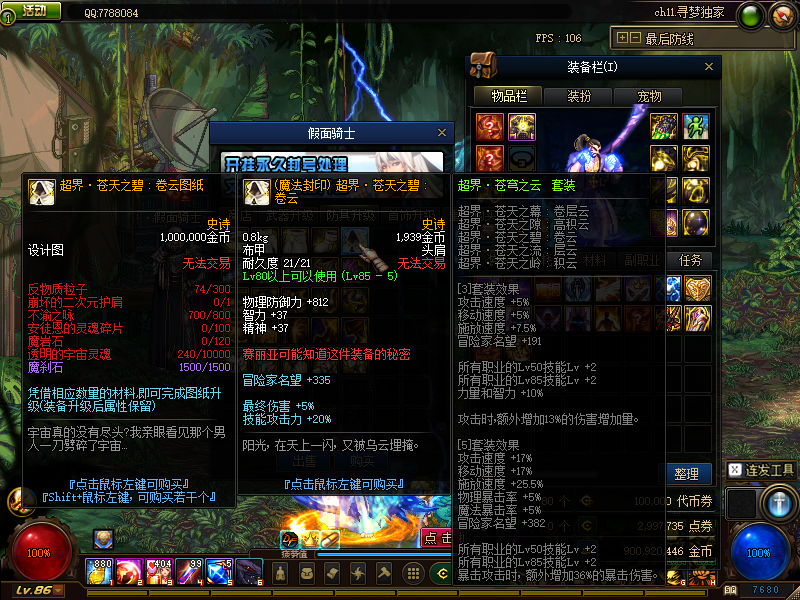 活动
QQ:7788084
ch11.寻梦独家
FPS : 106
最后防线
装备栏(I)
物品栏 装扮 宠物
假面骑士
开挂永久封号处理
超界·苍天之碧：卷云图纸
史诗
1,000,000金币
设计图
无法交易
反物质粒子 74/300
崩坏的二次元护肩 0/1
不渝之咏 700/800
安徒恩的灵魂碎片 0/100
魔岩石 0/120
透明的宇宙灵魂 240/10000
魔刹石 1500/1500
凭借相应数量的材料,即可完成图纸升
级(装备升级后属性保留)
宇宙真的没有尽头?我亲眼看见那个男
人一刀劈碎了宇宙…
『点击鼠标左键可购买』
『Shift+鼠标左键, 可购买若干个』
(魔法封印) 超界·苍天之碧：
卷云
史诗
0.8kg 1,939金币
布甲 头肩
耐久度 21/21 无法交易
Lv80以上可以使用 (Lv85 - 5)
物理防御力 +812
智力 +37
精神 +37
赛丽亚可能知道这件装备的秘密
冒险家名望 +335
最终伤害 +5%
技能攻击力 +20%
阳光, 在天上一闪, 又被乌云埋掩。
出售 购买
『点击鼠标左键可购买』
超界·苍穹之云 套装
超界·苍天之幕：卷层云
超界·苍天之隙：高积云
超界·苍天之碧：卷云
超界·苍天之流：层云
超界·苍天之岭：积云
[3]套装效果
攻击速度 +5%
移动速度 +5%
施放速度 +7.5%
冒险家名望 +191
所有职业的Lv50技能Lv +2
所有职业的Lv85技能Lv +2
力量和智力 +10%
攻击时,额外增加13%的伤害增加量。
[5]套装效果
攻击速度 +17%
移动速度 +17%
施放速度 +25.5%
物理暴击率 +5%
魔法暴击率 +5%
冒险家名望 +382
所有职业的Lv50技能Lv +2
所有职业的Lv85技能Lv +2
暴击攻击时, 额外增加36%的暴击伤害。
材料 副职业 任务
整理
100,000 代币券
2,997,735 点券
900,920,446 金币
连发工具
点击
疲劳值
100%
880
404
99
5
6
100%
Lv.86
7680